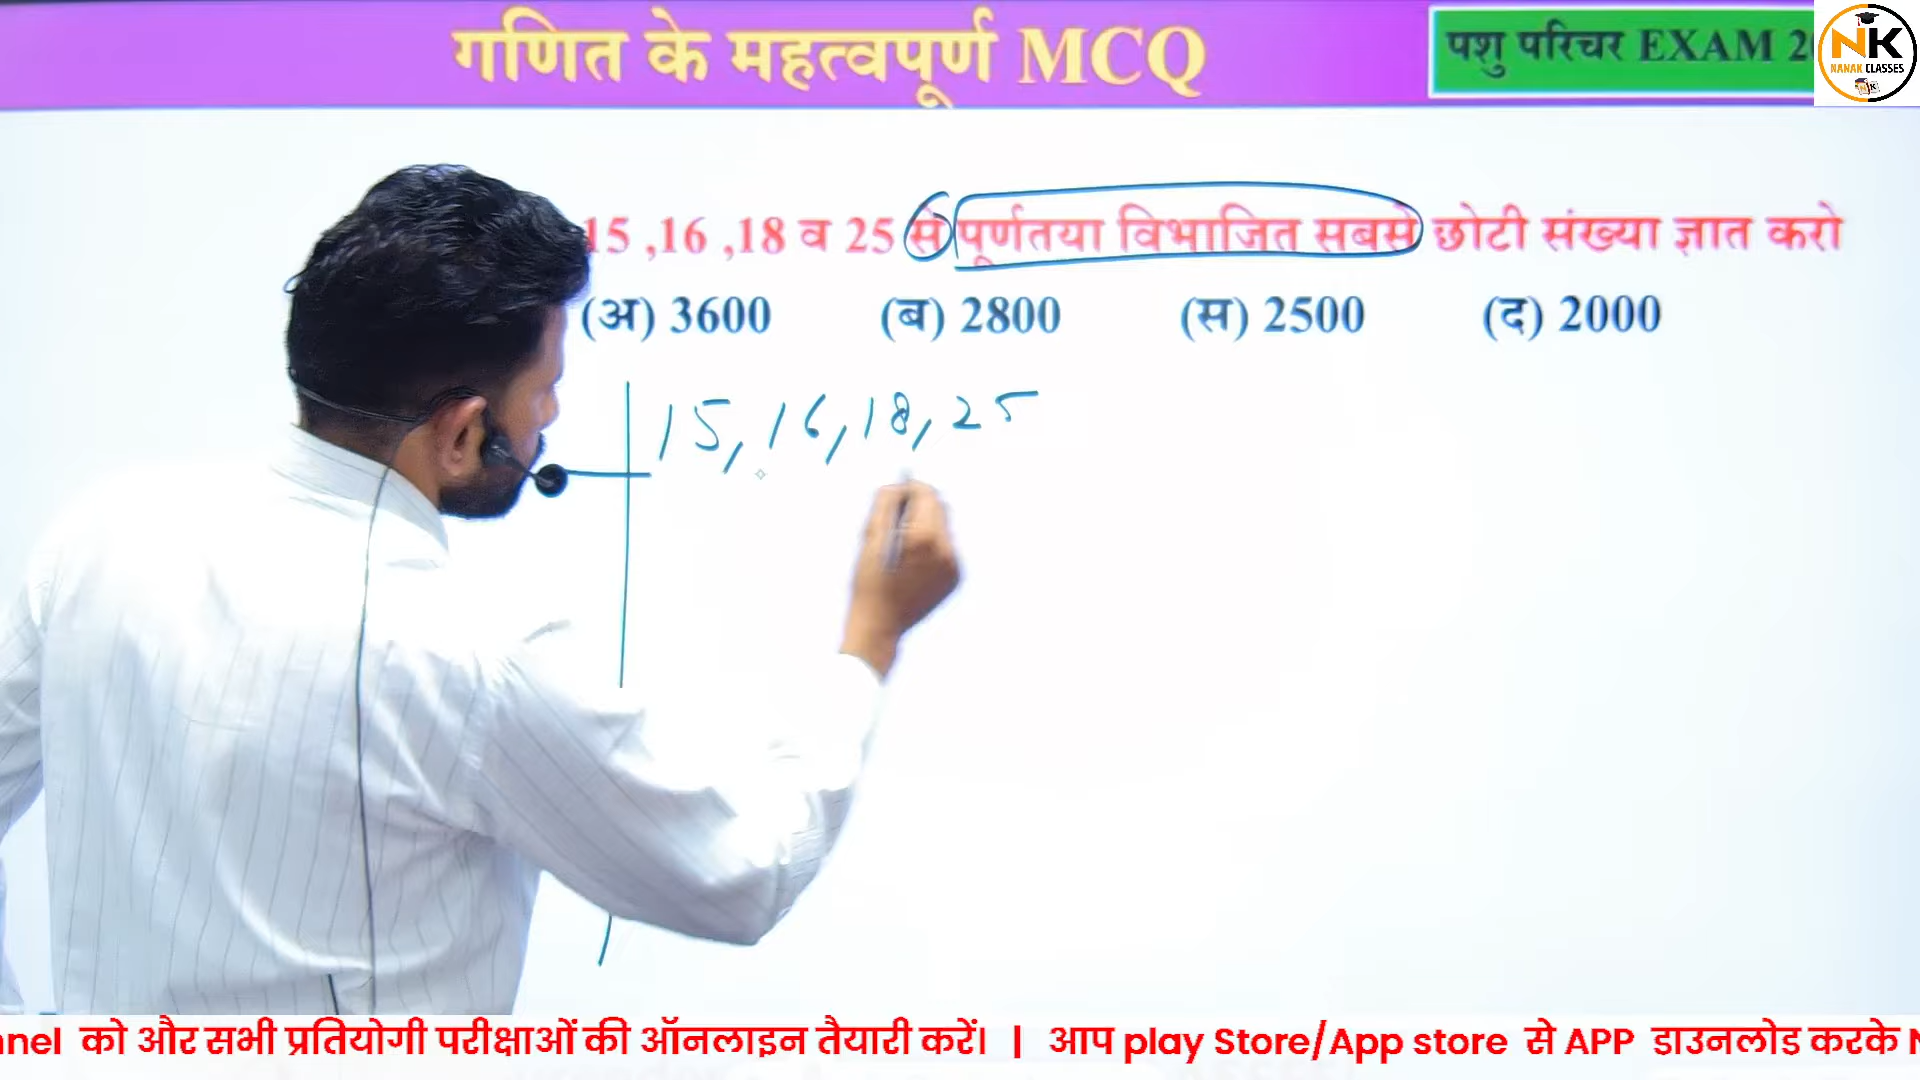 गणित के महत्वपूर्ण MCQ
पशु परिचर EXAM
NK
NANAK CLASSES
15 ,16 ,18 व 25 से पूर्णतया विभाजित सबसे छोटी संख्या ज्ञात करो
(अ) 3600 (ब) 2800 (स) 2500 (द) 2000
15, 16, 18, 25
को और सभी प्रतियोगी परीक्षाओं की ऑनलाइन तैयारी करें। | आप play Store/App store से APP डाउनलोड करके